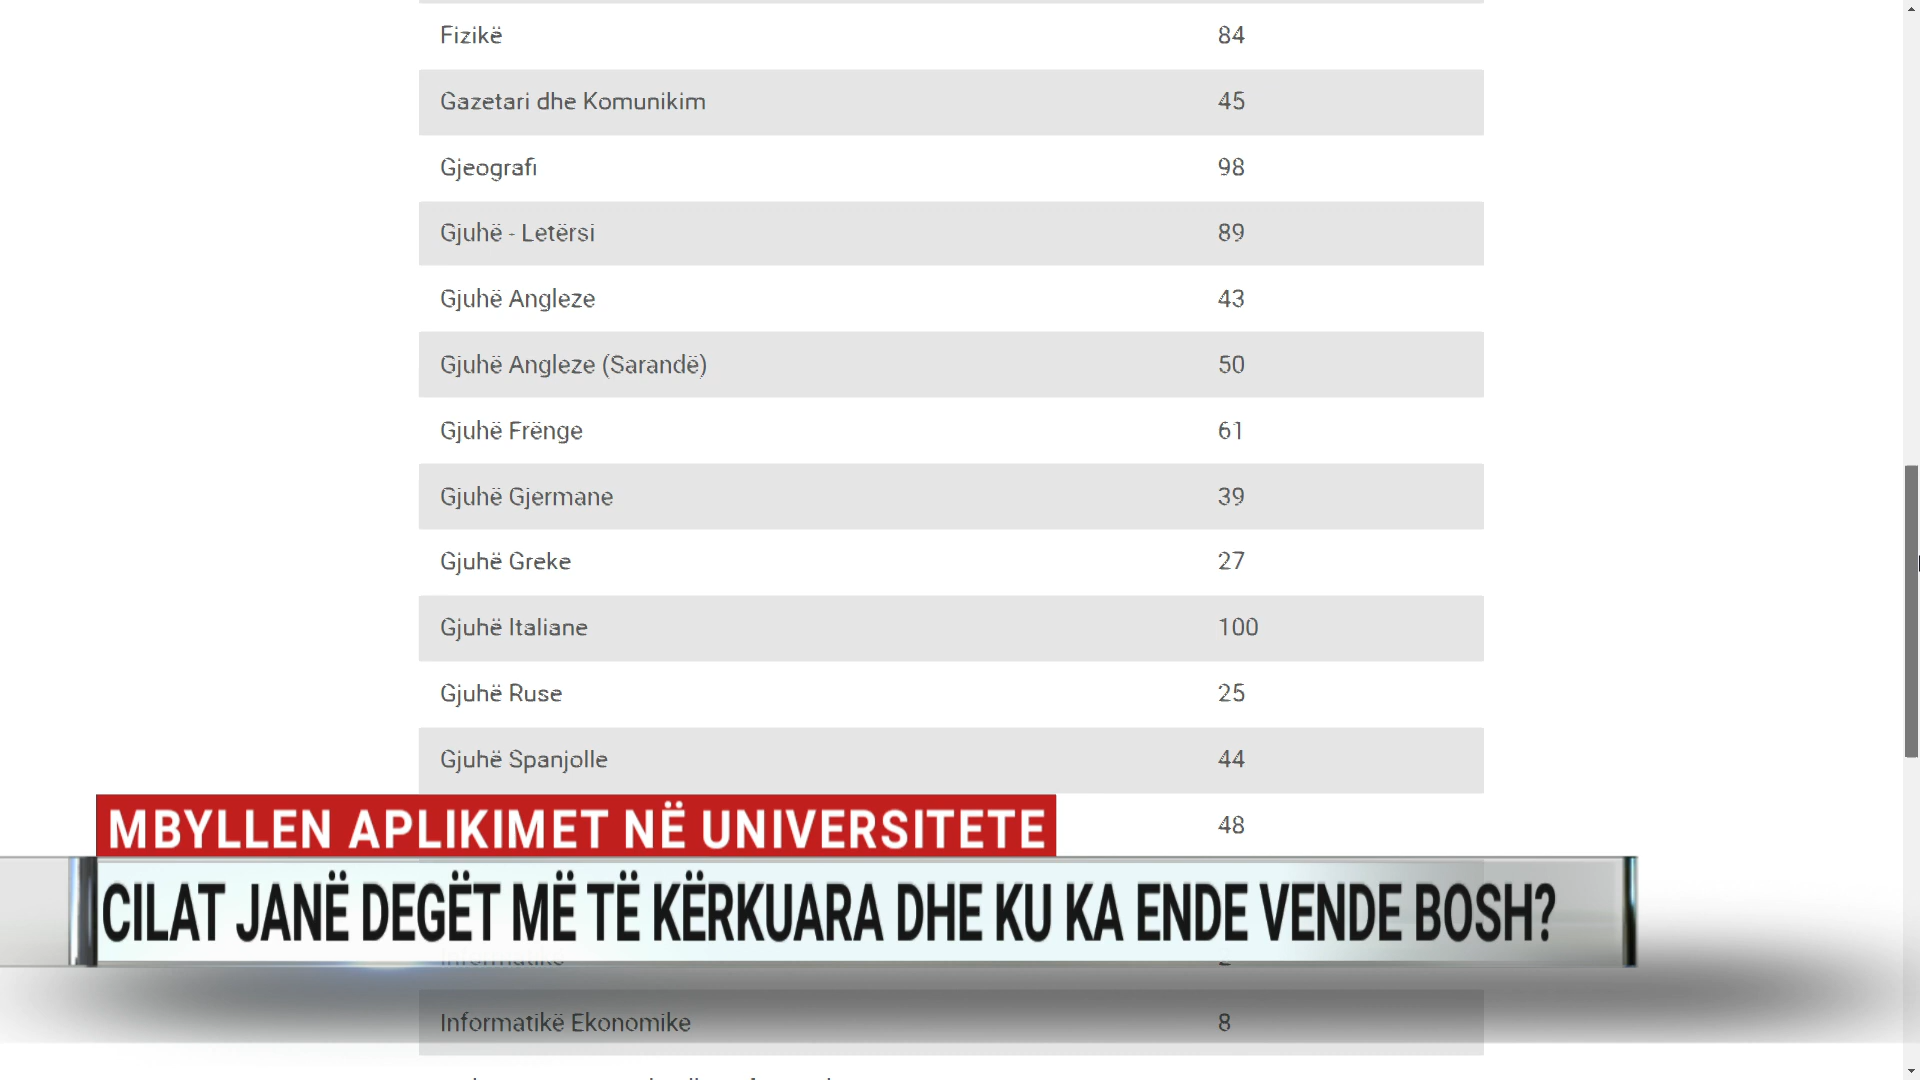 Fizikë 84
Gazetari dhe Komunikim 45
Gjeografi 98
Gjuhë - Letërsi 89
Gjuhë Angleze 43
Gjuhë Angleze (Sarandë) 50
Gjuhë Frënge 61
Gjuhë Gjermane 39
Gjuhë Greke 27
Gjuhë Italiane 100
Gjuhë Ruse 25
Gjuhë Spanjolle 44
48
MBYLLEN APLIKIMET NË UNIVERSITETE
CILAT JANË DEGËT MË TË KËRKUARA DHE KU KA ENDE VENDE BOSH?
Informatikë Ekonomike 8